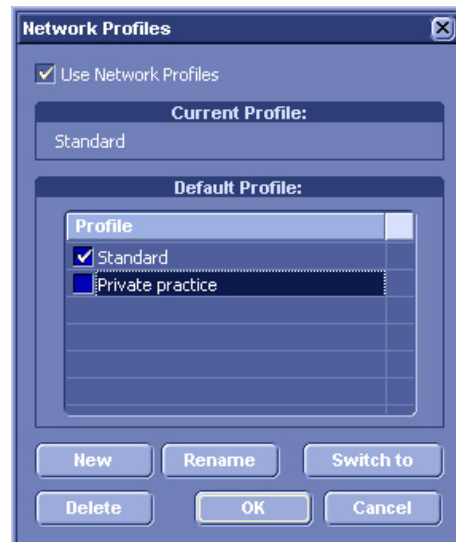 Network Profiles
Use Network Profiles
Current Profile:
Standard
Default Profile:
Profile
Standard
Private practice
New Rename Switch to
Delete OK Cancel